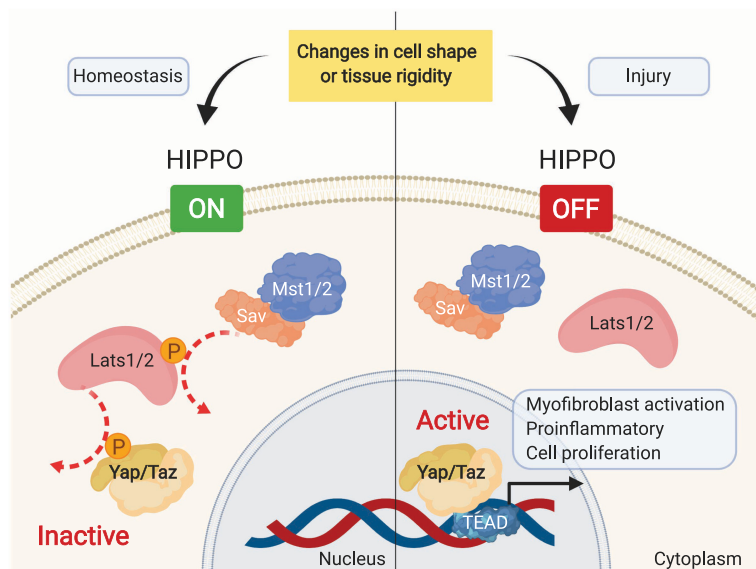 Changes in cell shape
or tissue rigidity
Homeostasis
Injury
HIPPO
ON
HIPPO
OFF
Mst1/2
Sav
P
Lats1/2
P
Yap/Taz
Inactive
Mst1/2
Sav
Lats1/2
Myofibroblast activation
Proinflammatory
Cell proliferation
Active
Yap/Taz
TEAD
Nucleus
Cytoplasm